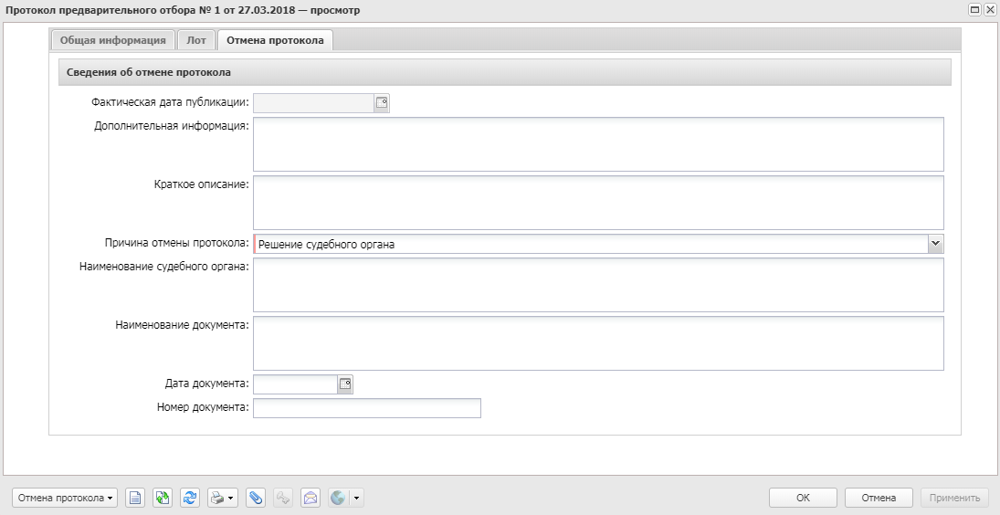 Протокол предварительного отбора № 1 от 27.03.2018 — просмотр
Общая информация Лот Отмена протокола
Сведения об отмене протокола
Фактическая дата публикации:
Дополнительная информация:
Краткое описание:
Причина отмены протокола: Решение судебного органа
Наименование судебного органа:
Наименование документа:
Дата документа:
Номер документа:
Отмена протокола ОК Отмена Применить